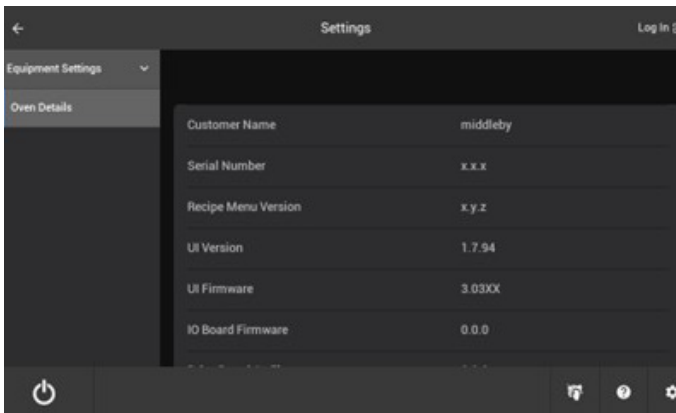 Settings
Log In
Equipment Settings
Oven Details
Customer Name middleby
Serial Number x.x.x
Recipe Menu Version x.y.z
UI Version 1.7.94
UI Firmware 3.03XX
IO Board Firmware 0.0.0